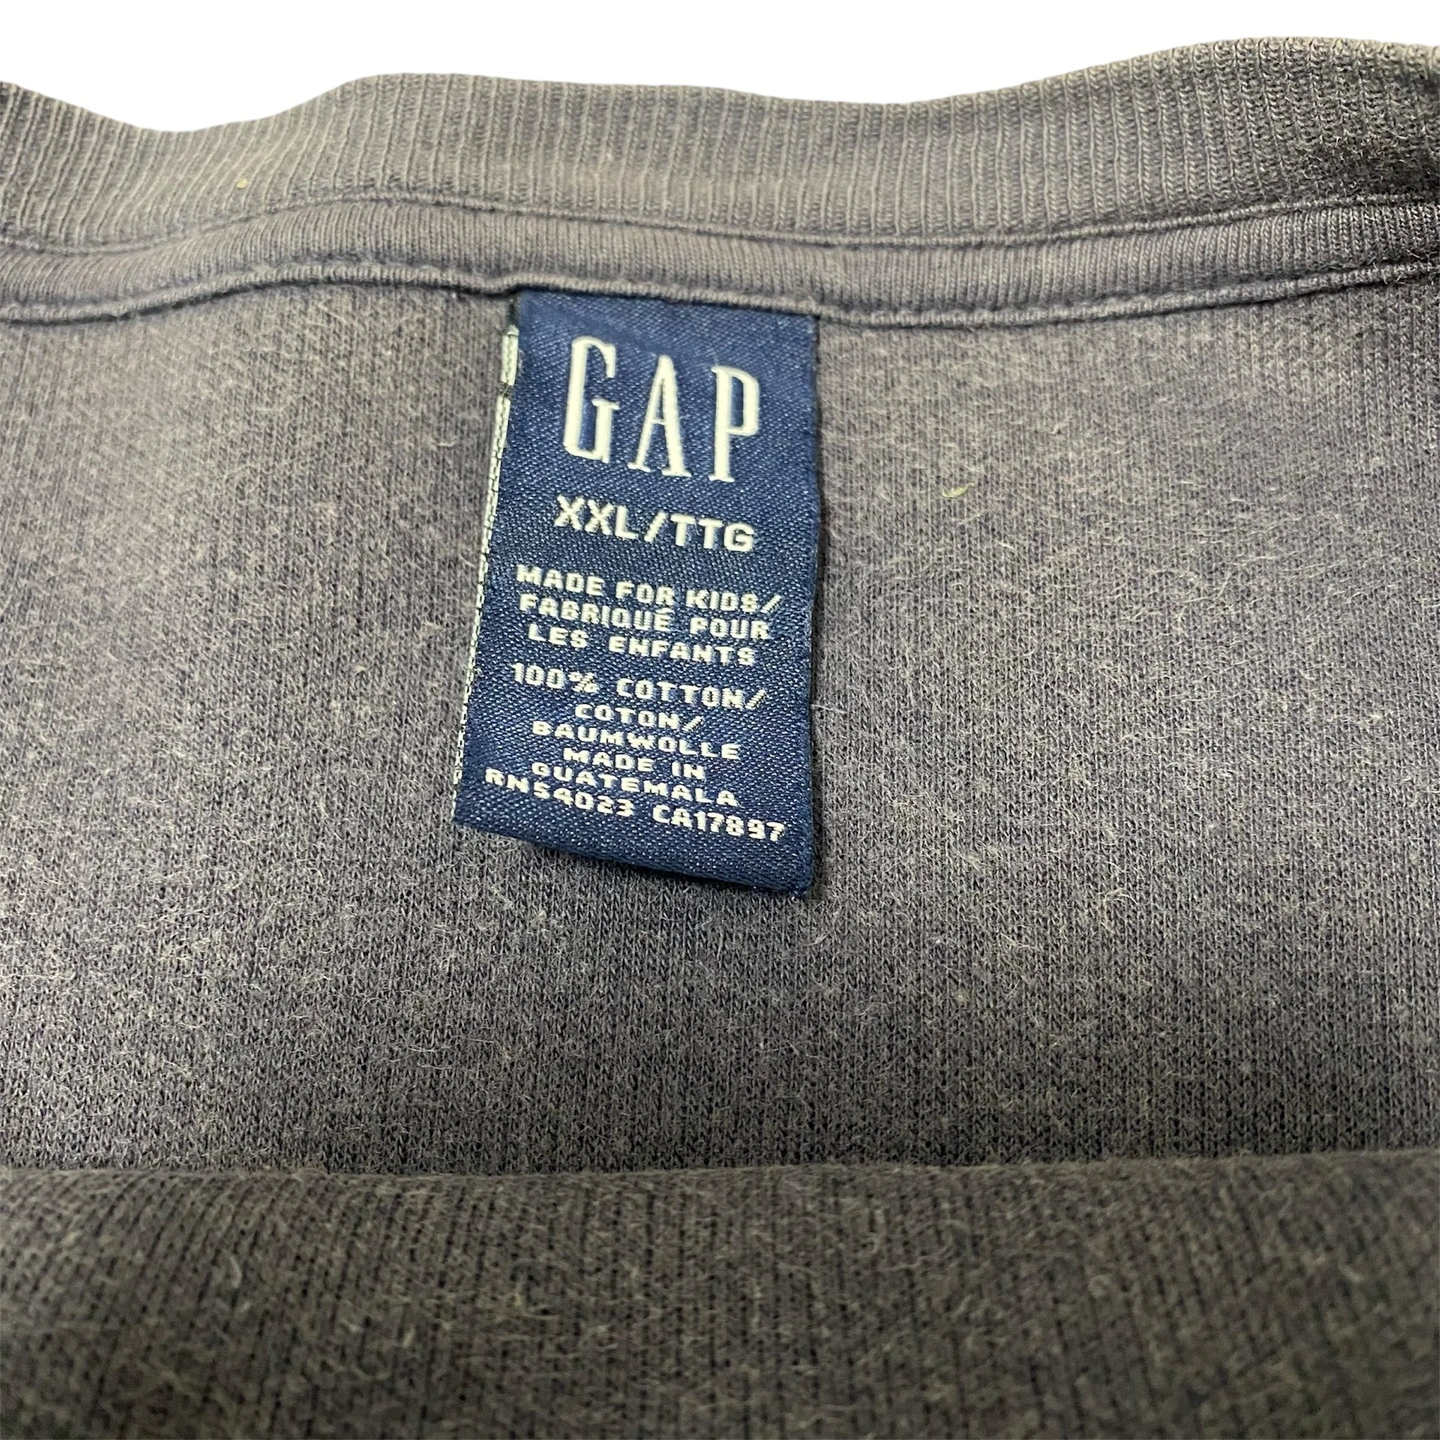 GAP
XXL/TTG
MADE FOR KIDS/
FABRIQUÉ POUR
LES ENFANTS
100% COTTON/
COTON/
BAUMWOLLE
MADE IN
GUATEMALA
RN54023 CA17897